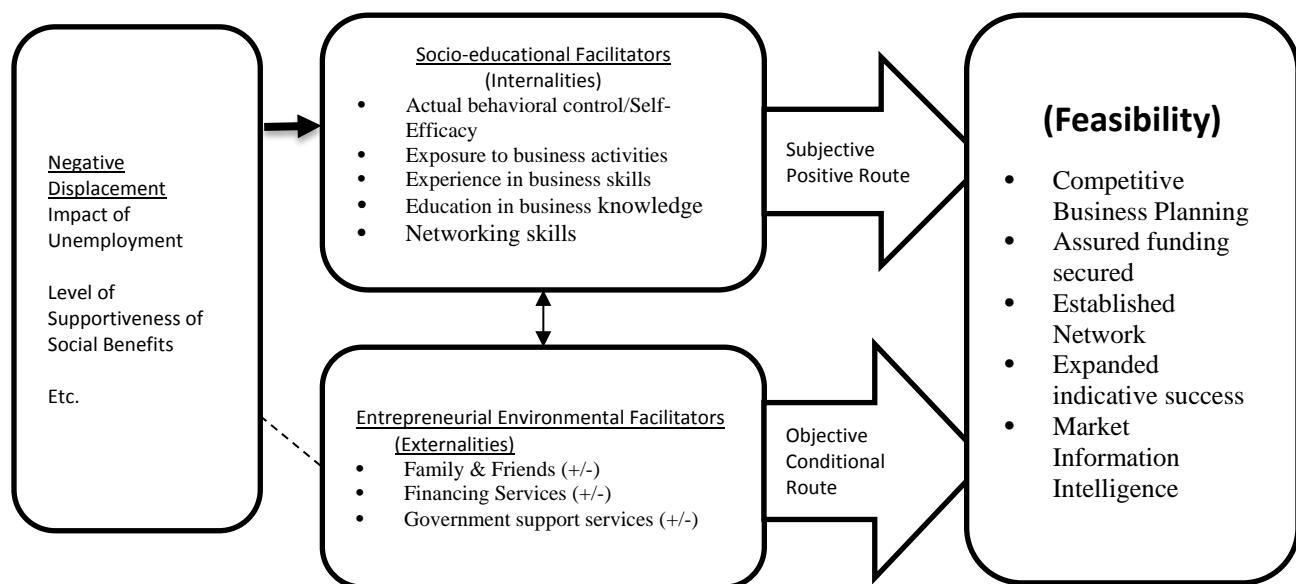 Negative
Displacement
Impact of
Unemployment
Level of
Supportiveness of
Social Benefits
Etc.
Socio-educational Facilitators
(Internalities)
• Actual behavioral control/Self-
Efficacy
• Exposure to business activities
• Experience in business skills
• Education in business knowledge
• Networking skills
Entrepreneurial Environmental Facilitators
(Externalities)
• Family & Friends (+/-)
• Financing Services (+/-)
• Government support services (+/-)
Subjective
Positive Route
Objective
Conditional
Route
(Feasibility)
• Competitive
Business Planning
• Assured funding
secured
• Established
Network
• Expanded
indicative success
• Market
Information
Intelligence